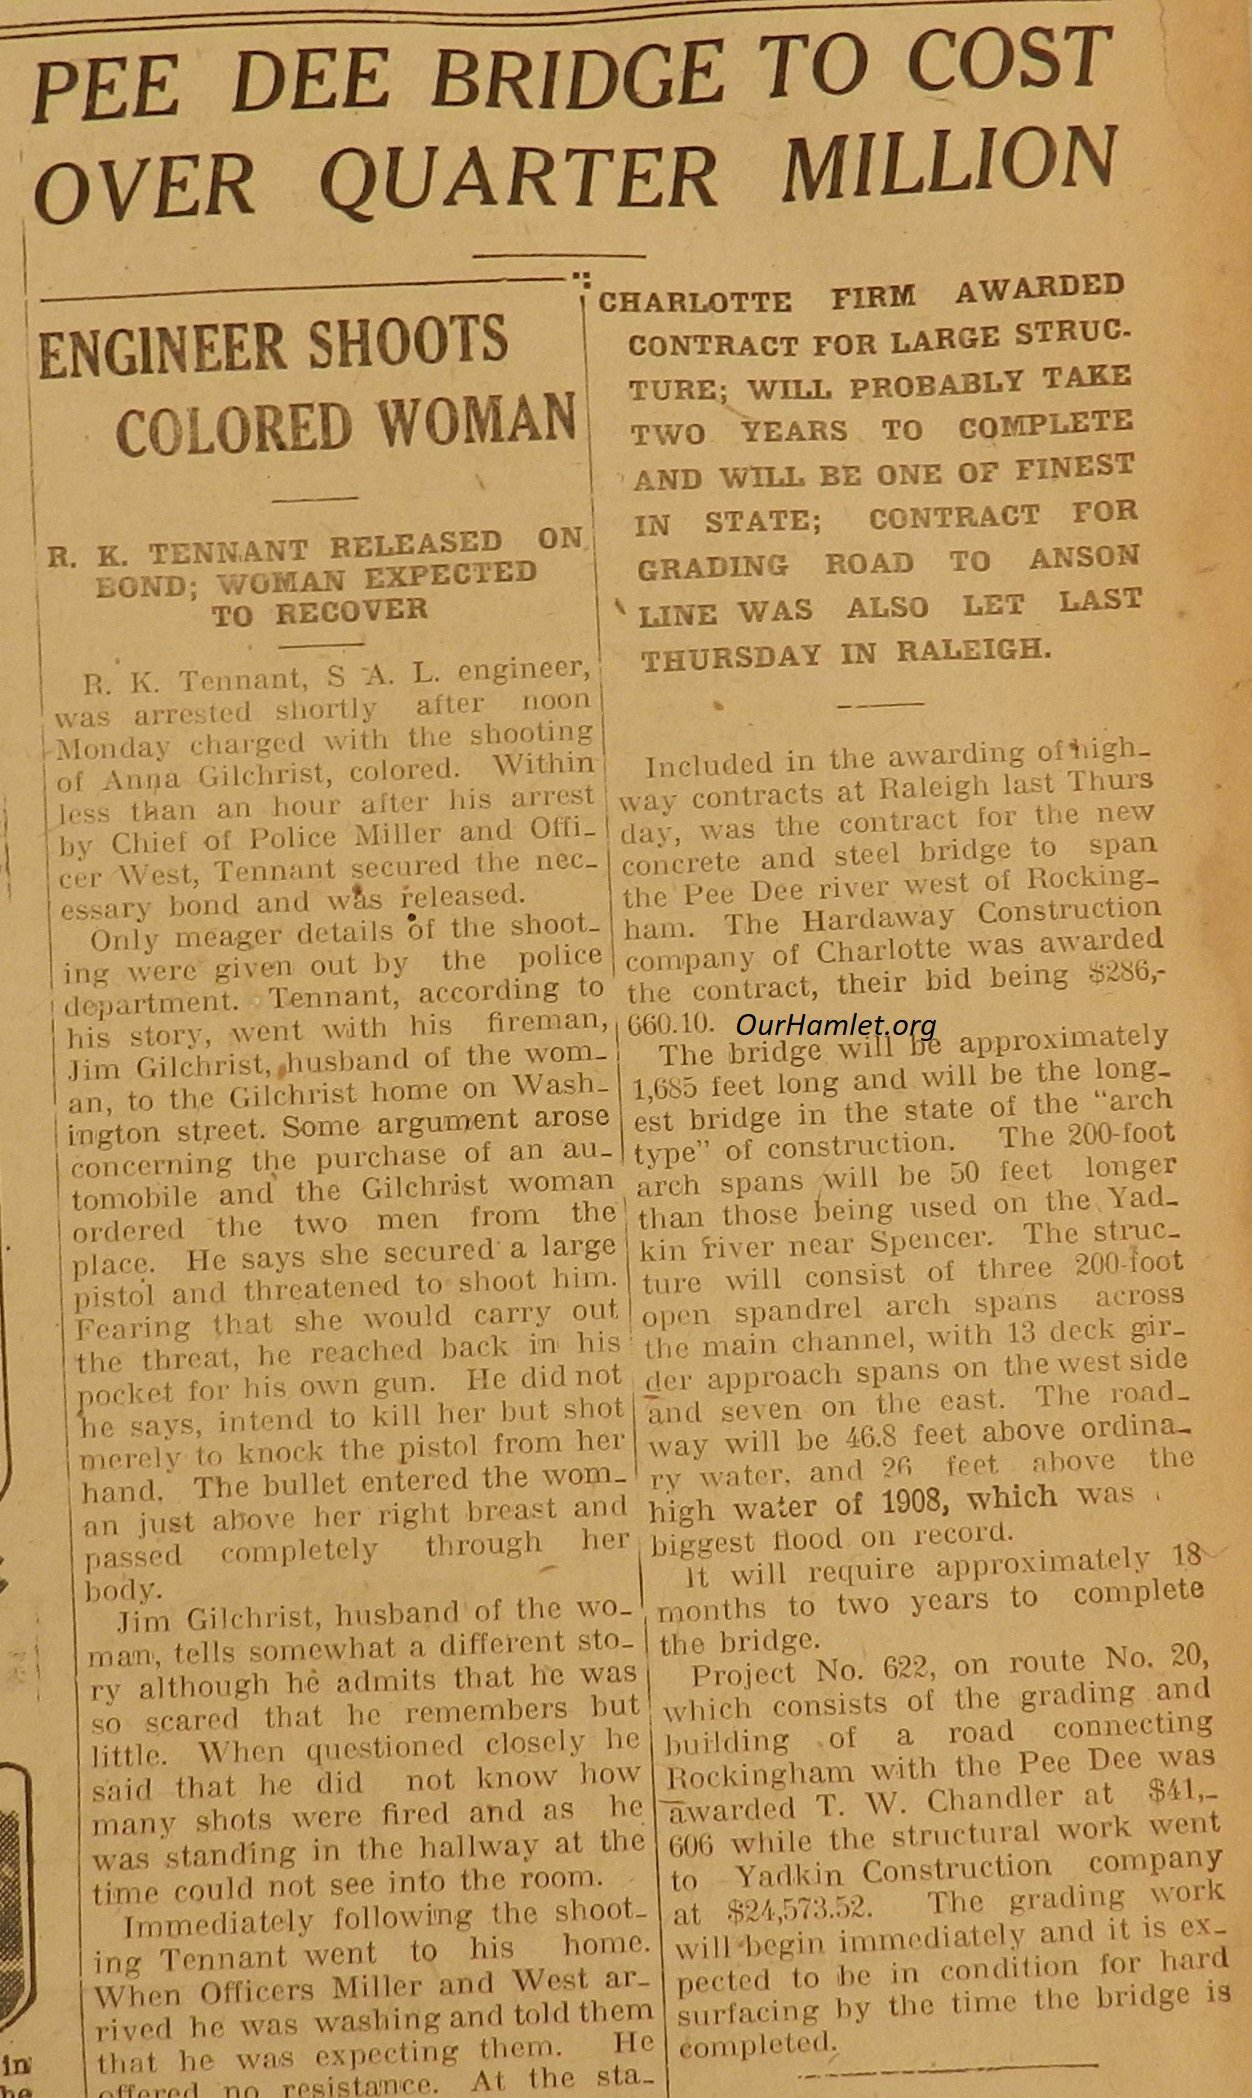 PEE DEE BRIDGE TO COST
OVER QUARTER MILLION
ENGINEER SHOOTS
COLORED WOMAN
R. K. TENNANT RELEASED ON
BOND; WOMAN EXPECTED
TO RECOVER
R. K. Tennant, S A. L. engineer,
was arrested shortly after noon
Monday charged with the shooting
of Anna Gilchrist, colored. Within
less than an hour after his arrest
by Chief of Police Miller and Offi-
cer West, Tennant secured the nec-
essary bond and was released.
Only meager details of the shoot-
ing were given out by the police
department. Tennant, according to
his story, went with his fireman,
Jim Gilchrist, husband of the wom-
an, to the Gilchrist home on Wash-
ington street. Some argument arose
concerning the purchase of an au-
tomobile and the Gilchrist woman
ordered the two men from the
place. He says she secured a large
pistol and threatened to shoot him.
Fearing that she would carry out
the threat, he reached back in his
pocket for his own gun. He did not
he says, intend to kill her but shot
merely to knock the pistol from her
hand. The bullet entered the wom-
an just above her right breast and
passed completely through her
body.
Jim Gilchrist, husband of the wo-
man, tells somewhat a different sto-
ry although he admits that he was
so scared that he remembers but
little. When questioned closely he
said that he did not know how
many shots were fired and as he
was standing in the hallway at the
time could not see into the room.
Immediately following the shoot-
ing Tennant went to his home.
When Officers Miller and West ar-
rived he was washing and told them
that he was expecting them. He
offered no resistance. At the sta-
CHARLOTTE FIRM AWARDED
CONTRACT FOR LARGE STRUC-
TURE; WILL PROBABLY TAKE
TWO YEARS TO COMPLETE
AND WILL BE ONE OF FINEST
IN STATE; CONTRACT FOR
GRADING ROAD TO ANSON
LINE WAS ALSO LET LAST
THURSDAY IN RALEIGH.
Included in the awarding of high-
way contracts at Raleigh last Thurs
day, was the contract for the new
concrete and steel bridge to span
the Pee Dee river west of Rocking-
ham. The Hardaway Construction
company of Charlotte was awarded
the contract, their bid being $286,-
660.10.
OurHamlet.org
The bridge will be approximately
1,685 feet long and will be the long-
est bridge in the state of the "arch
type" of construction. The 200-foot
arch spans will be 50 feet longer
than those being used on the Yad-
kin river near Spencer. The struc-
ture will consist of three 200-foot
open spandrel arch spans across
the main channel, with 13 deck gir-
der approach spans on the west side
and seven on the east. The road-
way will be 46.8 feet above ordina-
ry water, and 26 feet above the
high water of 1908, which was
biggest flood on record.
It will require approximately 18
months to two years to complete
the bridge.
Project No. 622, on route No. 20,
which consists of the grading and
building of a road connecting
Rockingham with the Pee Dee was
awarded T. W. Chandler at $41,-
606 while the structural work went
to Yadkin Construction company
at $24,573.52. The grading work
will begin immediately and it is ex-
pected to be in condition for hard
surfacing by the time the bridge is
completed.
in
he